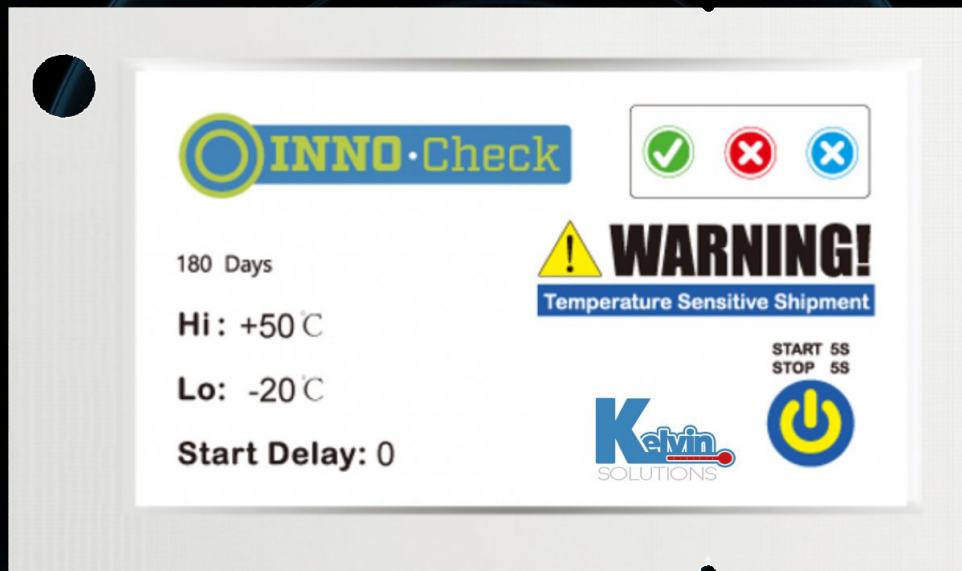 INNO·Check
180 Days
Hi: +50℃
Lo: -20℃
Start Delay: 0
WARNING!
Temperature Sensitive Shipment
START 5S
STOP 5S
Kelvin
SOLUTIONS